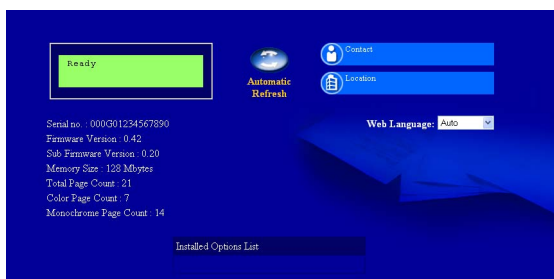 Ready
Automatic
Refresh
Contact
Location
Serial no. : 000G01234567890
Web Language: Auto
Firmware Version : 0.42
Sub Firmware Version : 0.20
Memory Size : 128 Mbytes
Total Page Count : 21
Color Page Count : 7
Monochrome Page Count : 14
Installed Options List